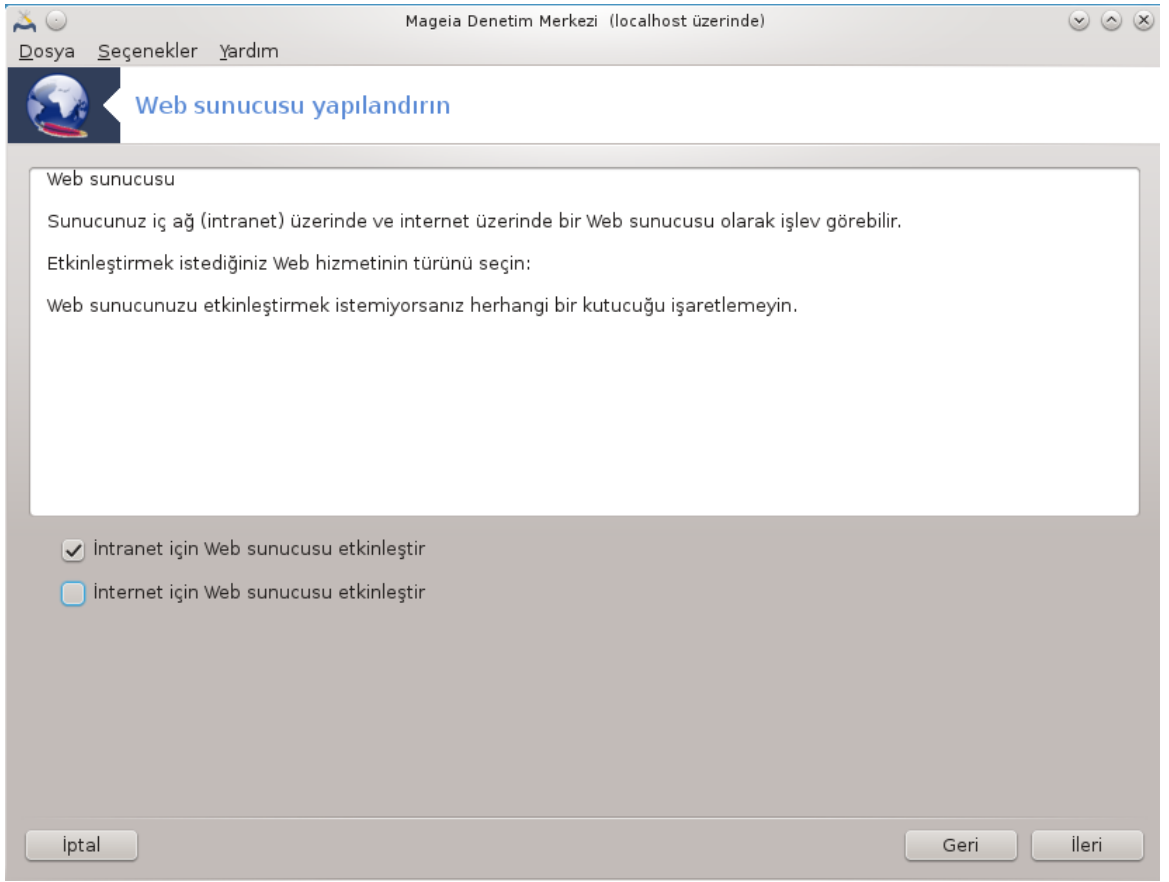 Mageia Denetim Merkezi (localhost üzerinde)
Dosya Seçenekler Yardım
Web sunucusu yapılandırın
Web sunucusu
Sunucunuz iç ağ (intranet) üzerinde ve internet üzerinde bir Web sunucusu olarak işlev görebilir.
Etkinleştirmek istediğiniz Web hizmetinin türünü seçin:
Web sunucunuzu etkinleştirmek istemiyorsanız herhangi bir kutucuğu işaretlemeyin.
İntranet için Web sunucusu etkinleştir
İnternet için Web sunucusu etkinleştir
İptal Geri İleri